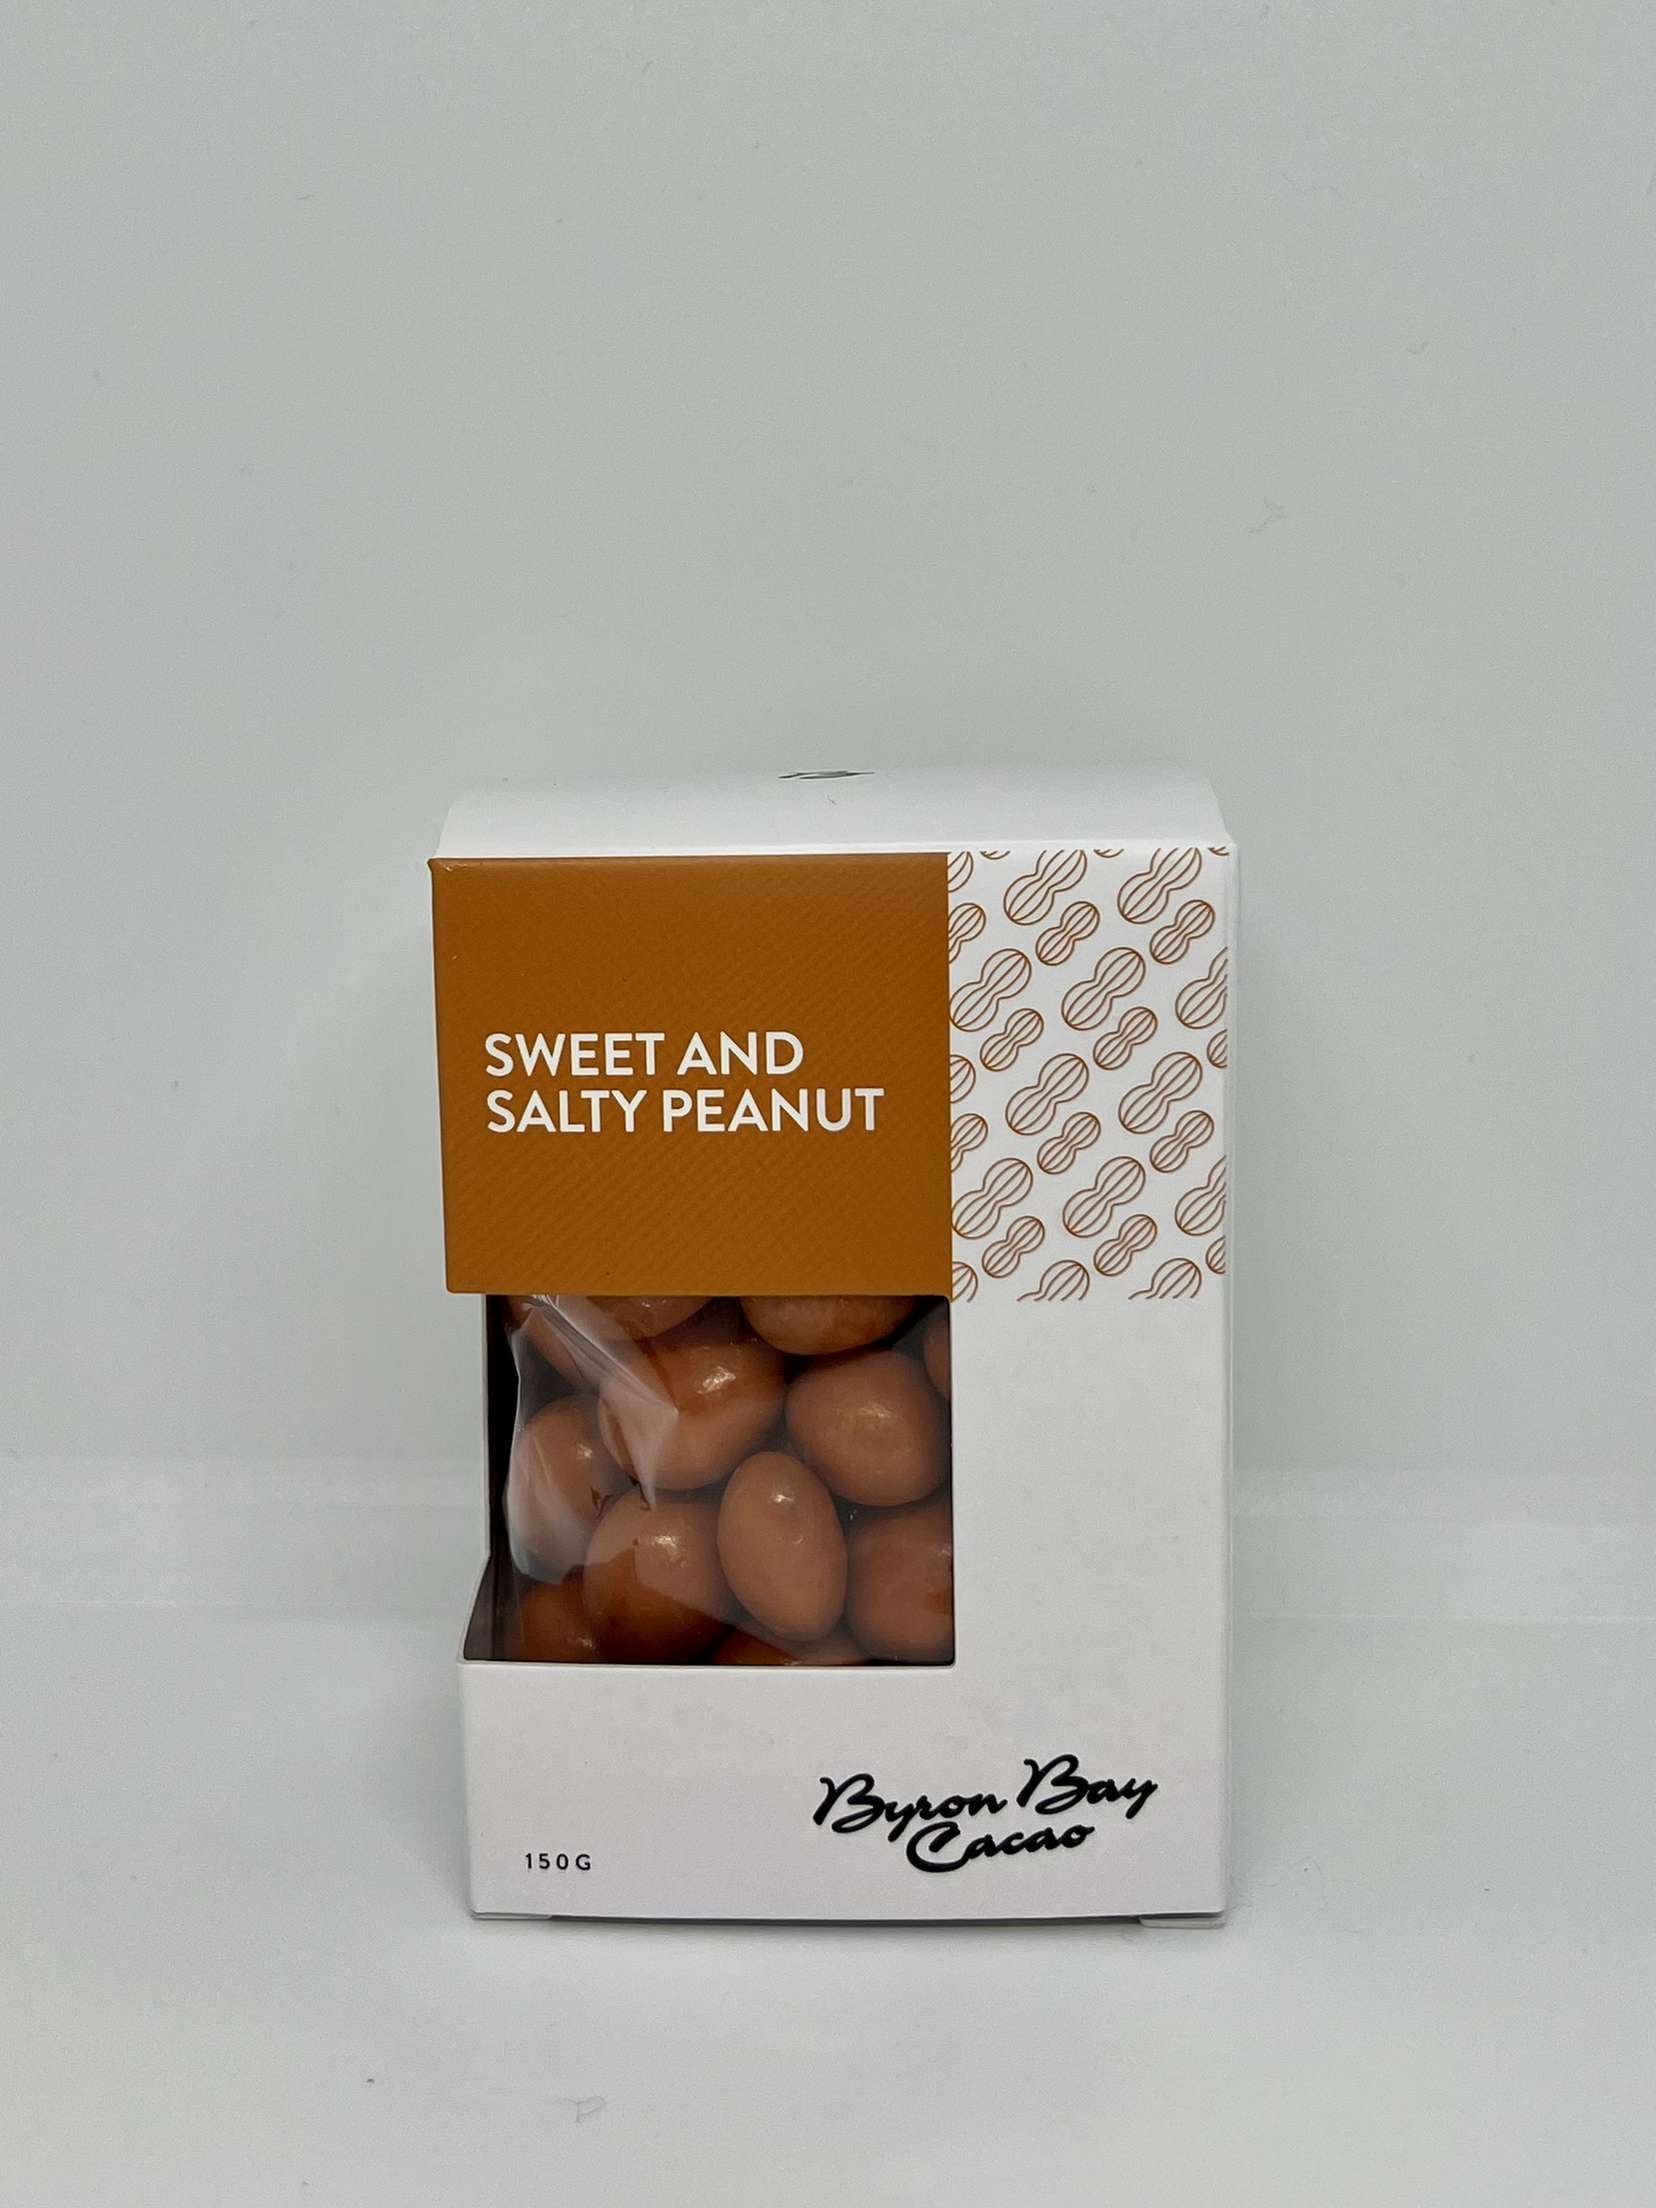 SWEET AND
SALTY PEANUT
Byron Bay
Cacao
150G